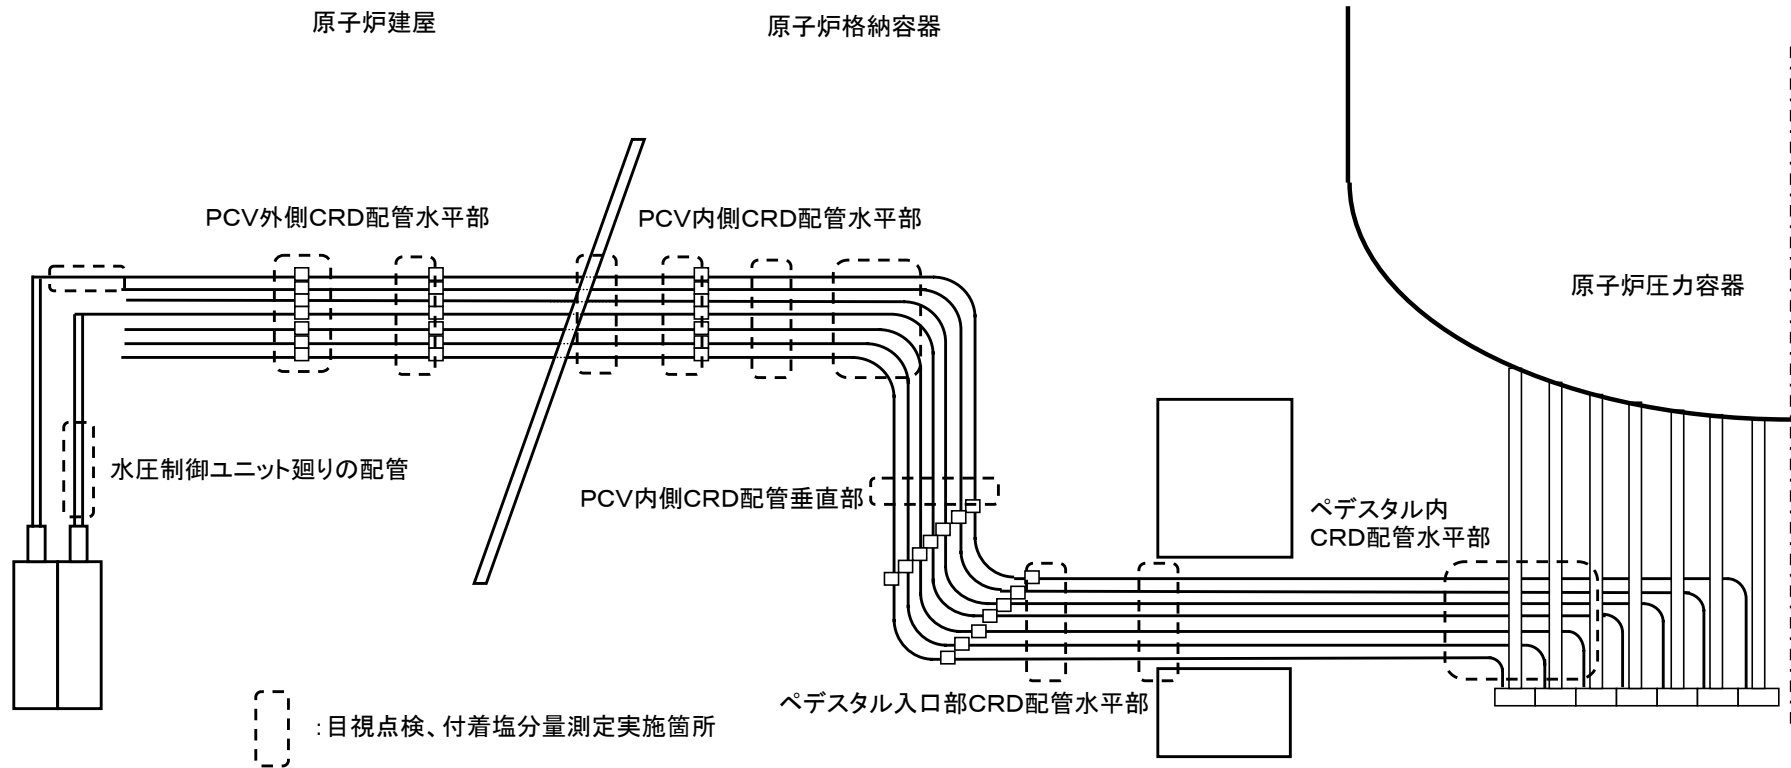 原子炉建屋
原子炉格納容器
PCV外側CRD配管水平部
PCV内側CRD配管水平部
原子炉圧力容器
水圧制御ユニット廻りの配管
PCV内側CRD配管垂直部
ペデスタル内
CRD配管水平部
ペデスタル入口部CRD配管水平部
:目視点検、付着塩分量測定実施箇所